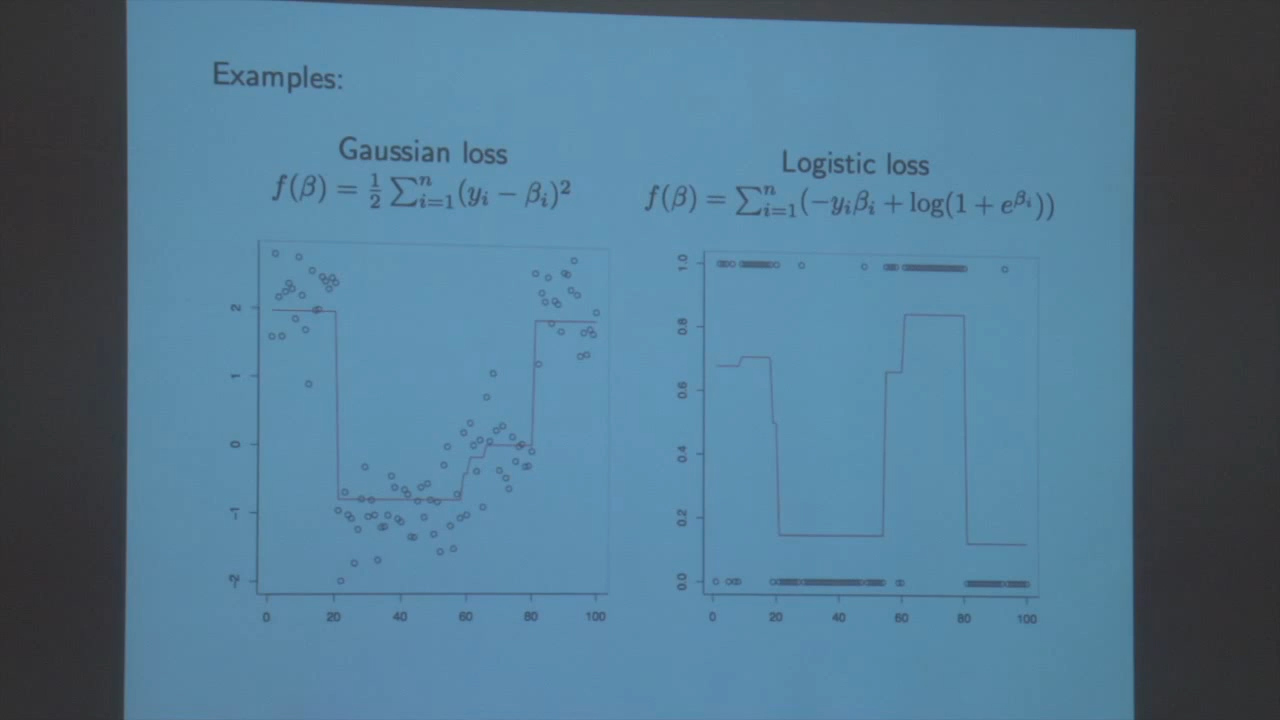 Examples:
Gaussian loss
f(β) = ½ ∑ⁿᵢ₌₁(yᵢ − βᵢ)²
Logistic loss
f(β) = ∑ⁿᵢ₌₁(−yᵢβᵢ + log(1 + e^{βᵢ}))
2
1
0
−1
−2
0 20 40 60 80 100
1.0
0.8
0.6
0.4
0.2
0.0
0 20 40 60 80 100